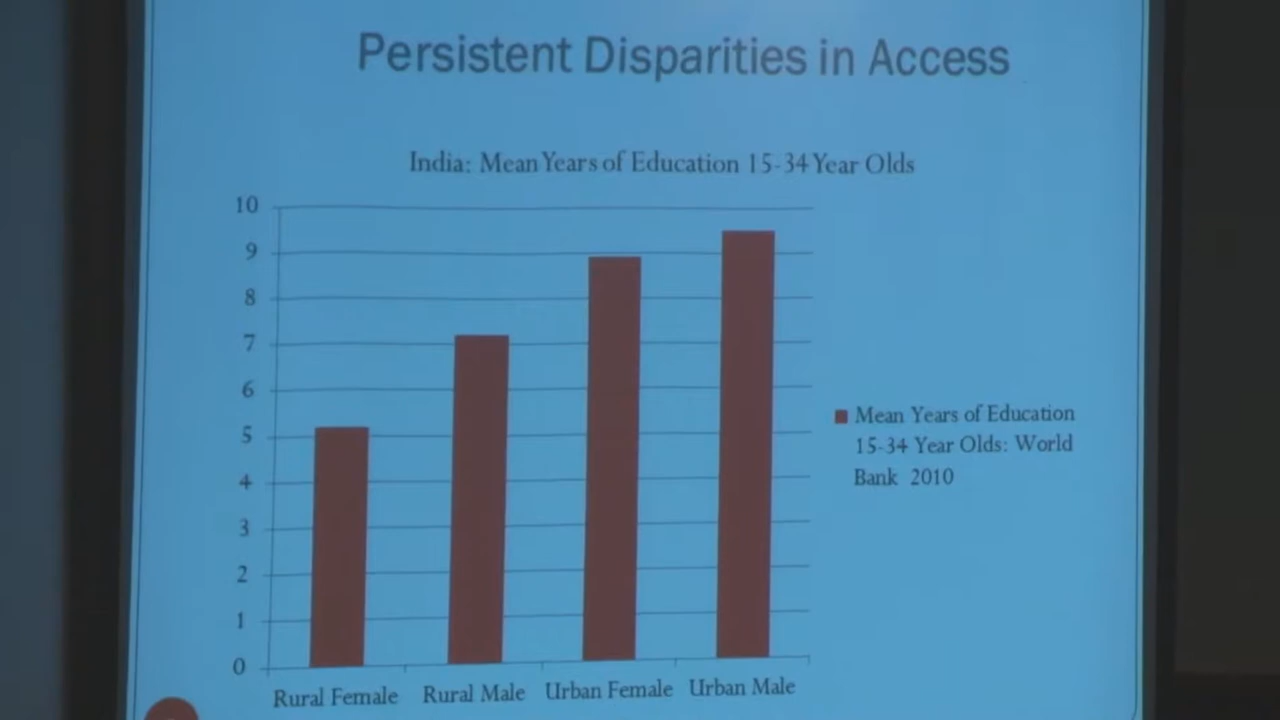 Persistent Disparities in Access
India: Mean Years of Education 15-34 Year Olds
10
9
8
7
6
5
4
3
2
1
0
Mean Years of Education
15-34 Year Olds: World
Bank 2010
Rural Female Rural Male Urban Female Urban Male